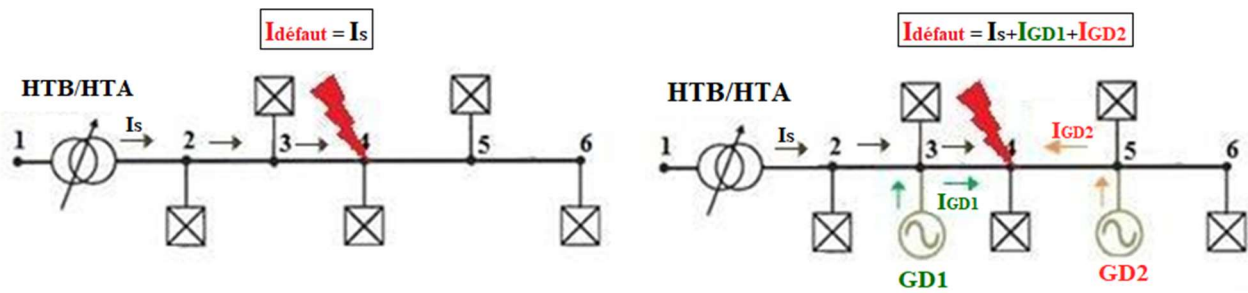 Idéfaut = Is
HTB/HTA
Is
1
2
3
4
5
6
Idéfaut = Is+IGD1+IGD2
HTB/HTA
Is
IGD2
1
2
3
4
5
6
IGD1
GD1
GD2